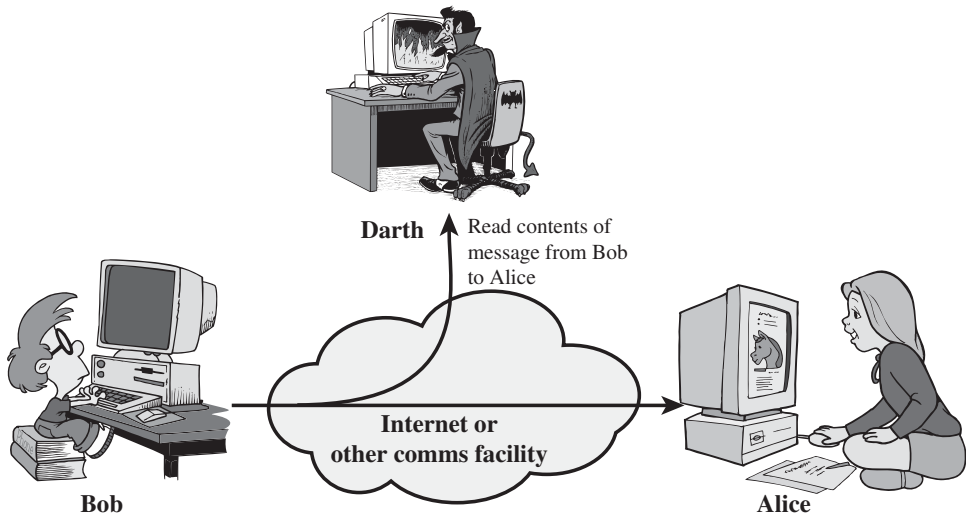 Darth
Read contents of
message from Bob
to Alice
Internet or
other comms facility
Bob
Alice